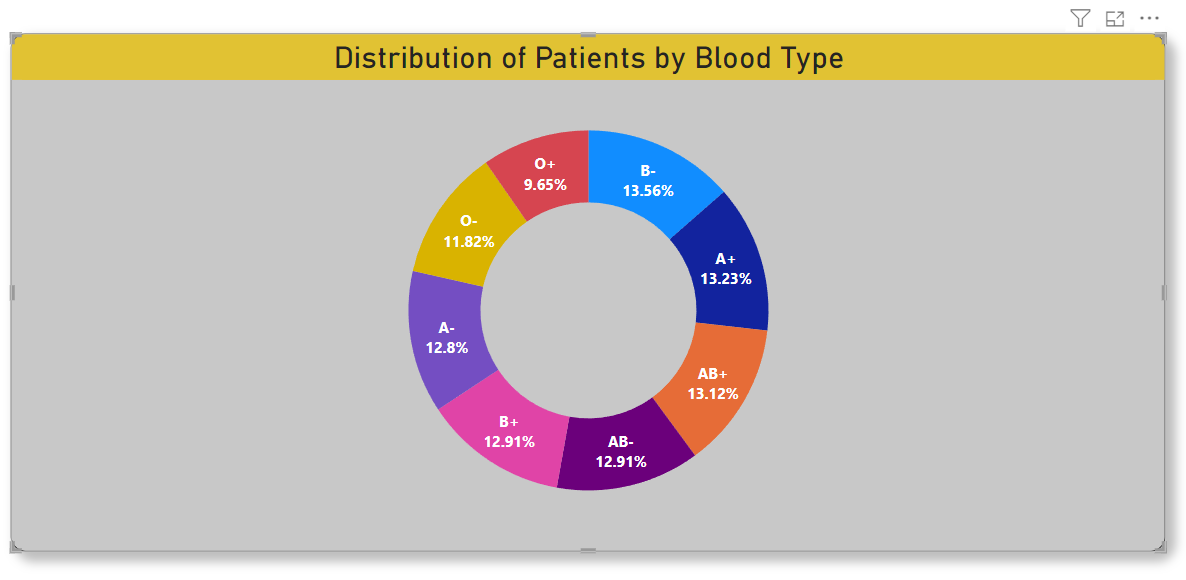 Distribution of Patients by Blood Type
O+
9.65%
B-
13.56%
O-
11.82%
A+
13.23%
A-
12.8%
AB+
13.12%
B+
12.91%
AB-
12.91%